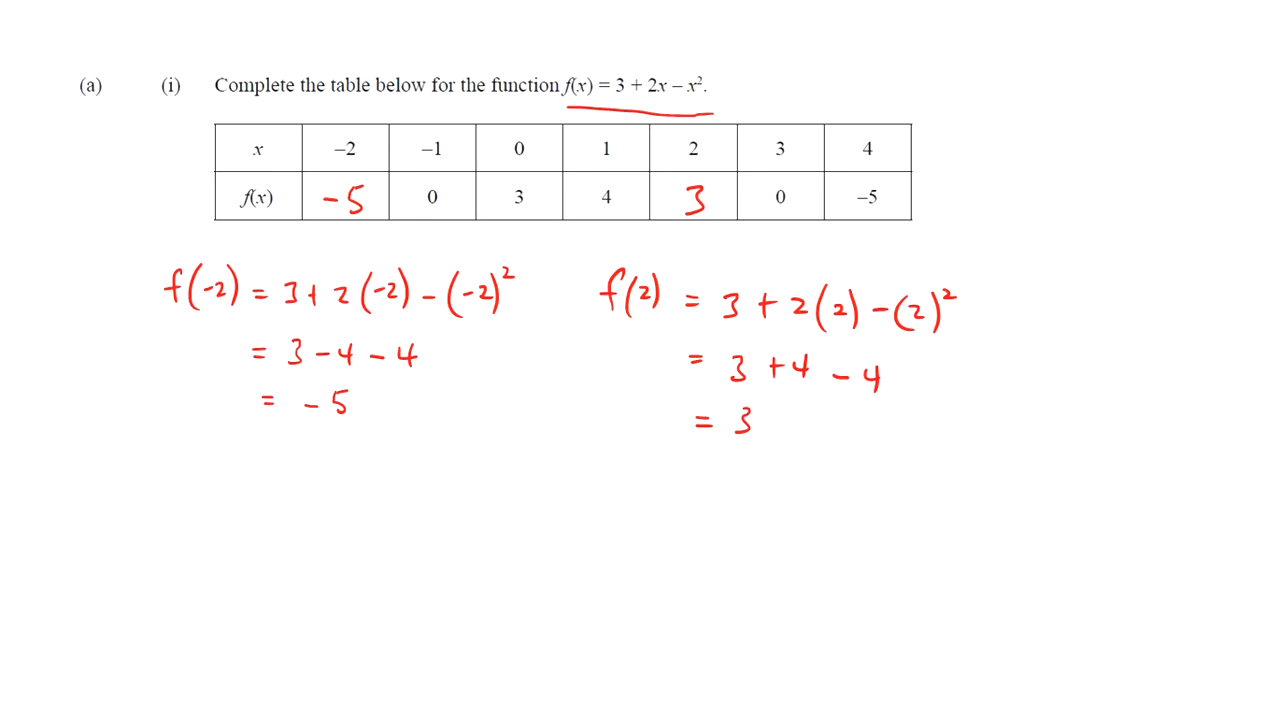 (a) (i) Complete the table below for the function f(x) = 3 + 2x – x².
x –2 –1 0 1 2 3 4
f(x) -5 0 3 4 3 0 –5
f(-2) = 3 + 2(-2) - (-2)² f(2) = 3 + 2(2) - (2)²
= 3 - 4 - 4 = 3 + 4 - 4
= - 5 = 3